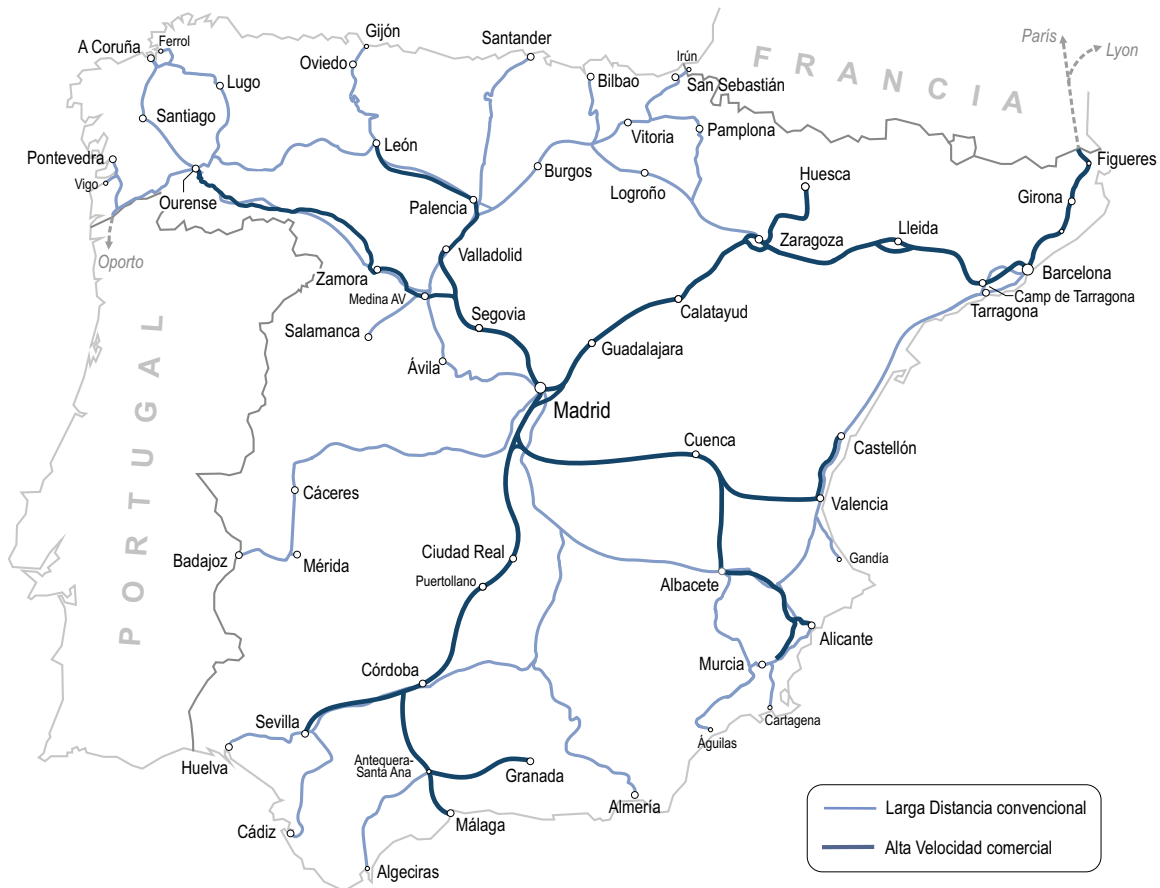 Gijón
A Coruña
Ferrol
Santander
París
Lyon
Oviedo
Irún
FRANCIA
Lugo
Bilbao
San Sebastián
Santiago
Vitoria
Pamplona
León
Pontevedra
Burgos
Figueres
Vigo
Huesca
Logroño
Ourense
Palencia
Girona
Lleida
Zaragoza
Oporto
Valladolid
Zamora
Barcelona
Medina AV
Camp de Tarragona
Segovia
Calatayud
Tarragona
Salamanca
Guadalajara
Ávila
Madrid
PORTUGAL
Cuenca
Castellón
Cáceres
Valencia
Ciudad Real
Badajoz
Mérida
Gandía
Puertollano
Albacete
Alicante
Murcia
Córdoba
Sevilla
Cartagena
Águilas
Huelva
Antequera-
Santa Ana
Granada
Almería
Larga Distancia convencional
Cádiz
Málaga
Alta Velocidad comercial
Algeciras